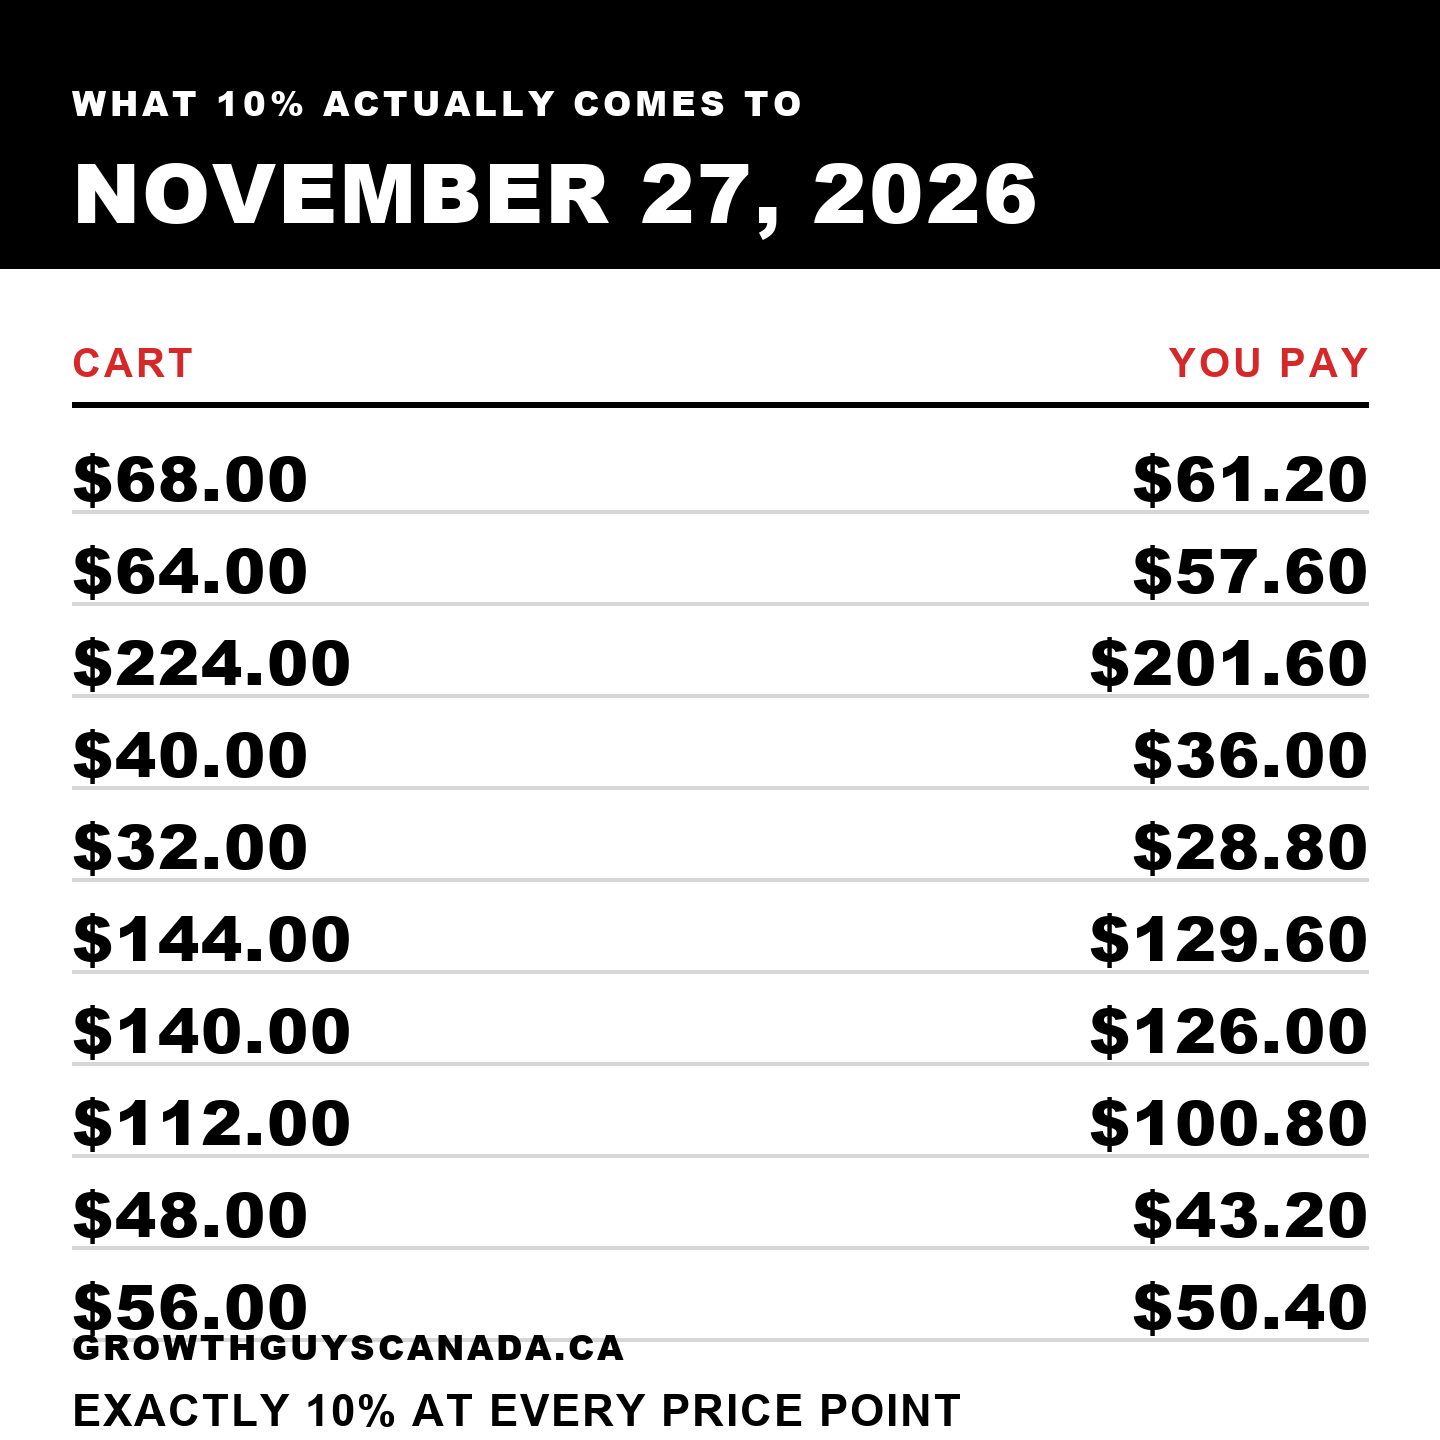 WHAT 10% ACTUALLY COMES TO
NOVEMBER 27, 2026
CART YOU PAY
$68.00 $61.20
$64.00 $57.60
$224.00 $201.60
$40.00 $36.00
$32.00 $28.80
$144.00 $129.60
$140.00 $126.00
$112.00 $100.80
$48.00 $43.20
$56.00 $50.40
GROWTHGUYSCANADA.CA
EXACTLY 10% AT EVERY PRICE POINT